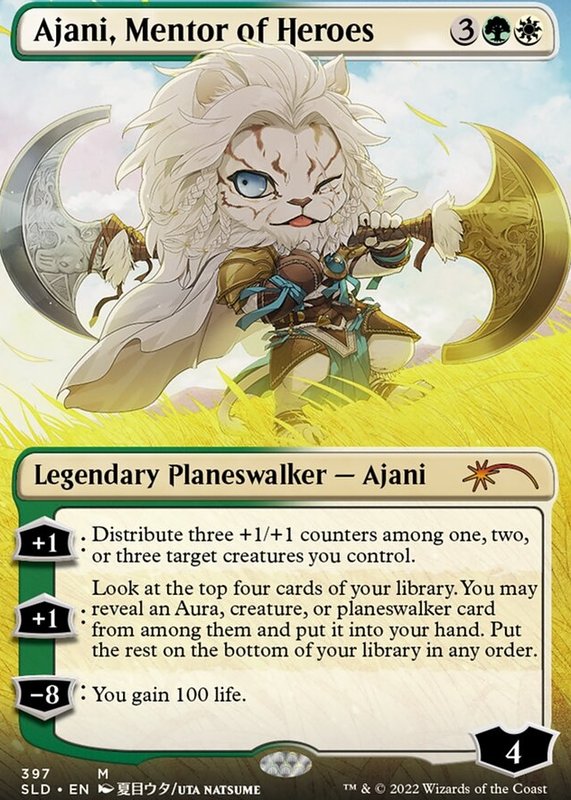 Ajani, Mentor of Heroes 3
Legendary Planeswalker — Ajani
+1 : Distribute three +1/+1 counters among one, two,
or three target creatures you control.
Look at the top four cards of your library. You may
+1 : reveal an Aura, creature, or planeswalker card
from among them and put it into your hand. Put
the rest on the bottom of your library in any order.
−8 : You gain 100 life.
4
397 M
SLD • EN 夏目ウタ/UTA NATSUME ™ & © 2022 Wizards of the Coast